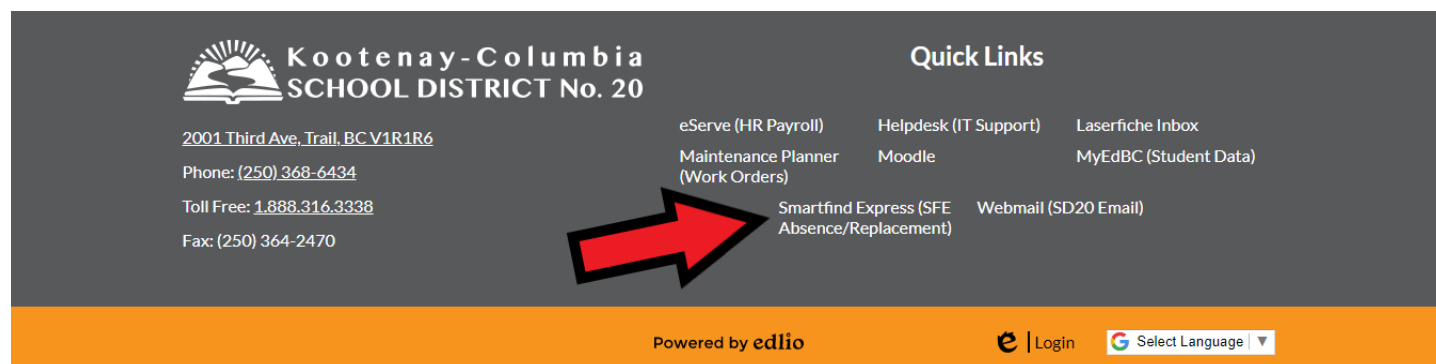 Kootenay-Columbia
SCHOOL DISTRICT No. 20
2001 Third Ave, Trail, BC V1R1R6
Phone: (250) 368-6434
Toll Free: 1.888.316.3338
Fax: (250) 364-2470
Quick Links
eServe (HR Payroll)
Helpdesk (IT Support)
Laserfiche Inbox
Maintenance Planner
(Work Orders)
Moodle
MyEdBC (Student Data)
Smartfind Express (SFE
Absence/Replacement)
Webmail (SD20 Email)
Powered by edlio
e | Login
G Select Language ▼